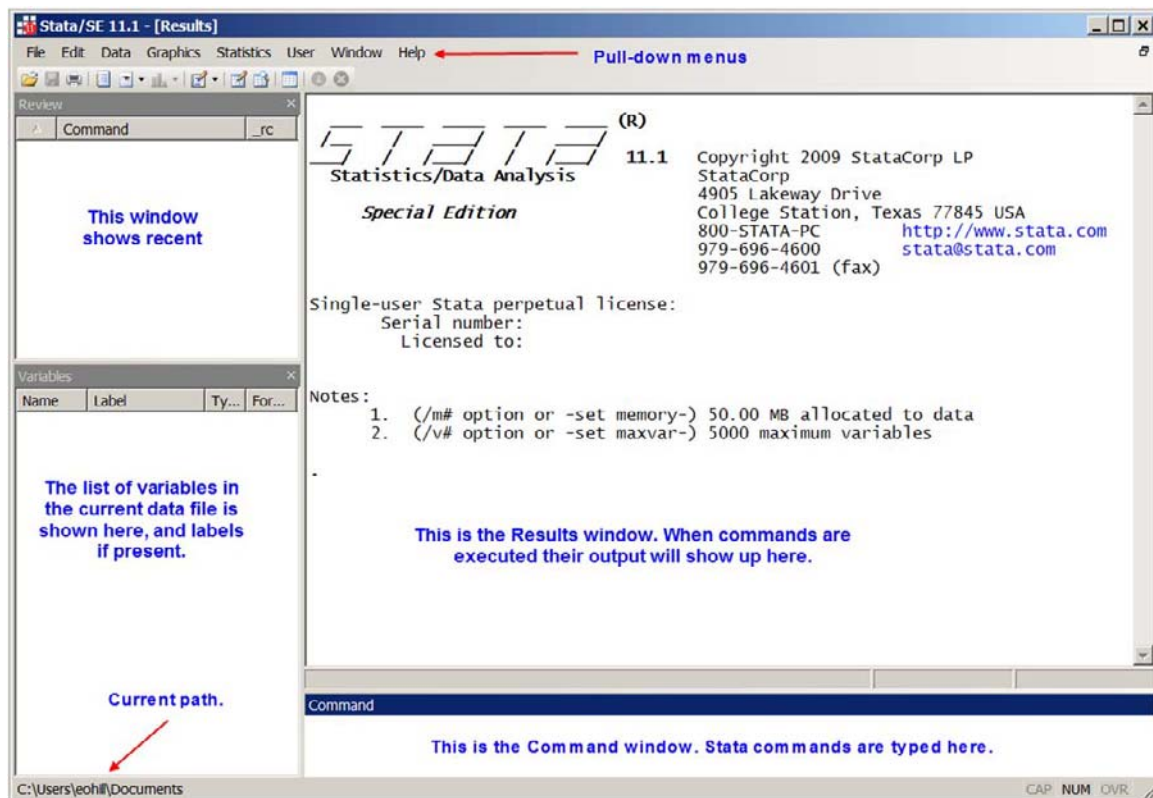 Stata/SE 11.1 - [Results]
File Edit Data Graphics Statistics User Window Help
Pull-down menus
Review
Command _rc
This window
shows recent
(R)
STATA
11.1 Copyright 2009 StataCorp LP
Statistics/Data Analysis StataCorp
4905 Lakeway Drive
Special Edition College Station, Texas 77845 USA
800-STATA-PC http://www.stata.com
979-696-4600 stata@stata.com
979-696-4601 (fax)
Single-user Stata perpetual license:
Serial number:
Licensed to:
Notes:
1. (/m# option or -set memory-) 50.00 MB allocated to data
2. (/v# option or -set maxvar-) 5000 maximum variables
.
This is the Results window. When commands are
executed their output will show up here.
Variables
Name Label Ty... For...
The list of variables in
the current data file is
shown here, and labels
if present.
Current path.
Command
This is the Command window. Stata commands are typed here.
C:\Users\eohill\Documents
CAP NUM OVR